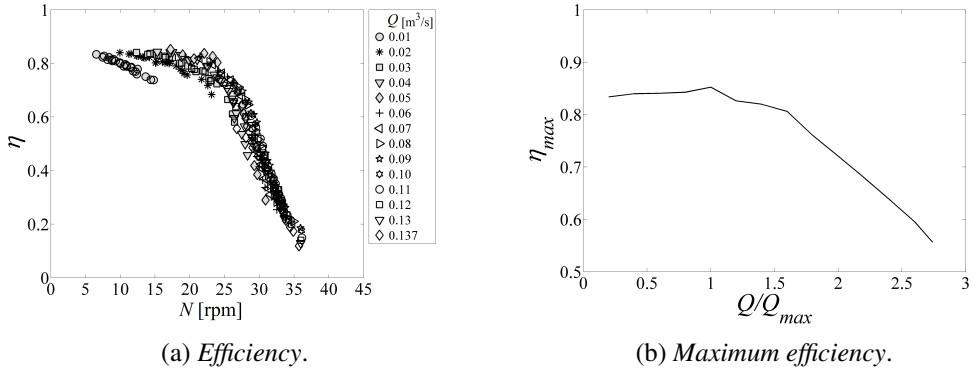 1
0.8
0.6
0.4
0.2
0
η
0 5 10 15 20 25 30 35 40 45
N [rpm]
Q [m³/s]
0.01
0.02
0.03
0.04
0.05
0.06
0.07
0.08
0.09
0.10
0.11
0.12
0.13
0.137
(a) Efficiency.
1
0.9
0.8
0.7
0.6
0.5
η_max
0 0.5 1 1.5 2 2.5 3
Q/Q_max
(b) Maximum efficiency.